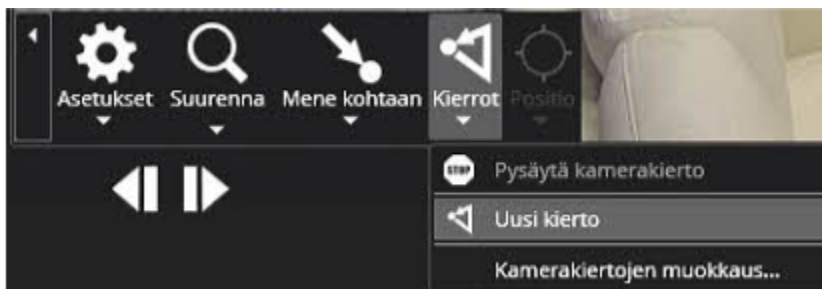 Asetukset Suurenna Mene kohtaan Kierrot Positio
STOP Pysäytä kamerakierto
Uusi kierto
Kamerakiertojen muokkaus...